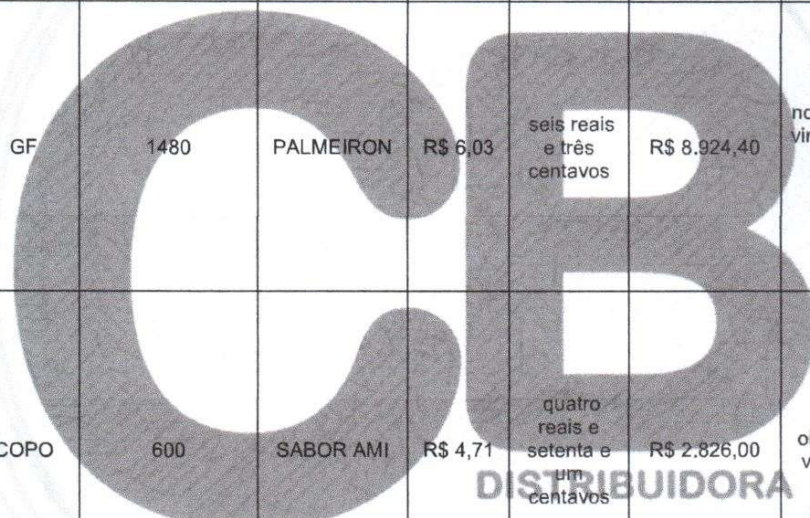 CB
GF 1480 PALMEIRON R$ 6,03 seis reais R$ 8.924,40
e três
centavos
COPO 600 SABOR AMI R$ 4,71 quatro R$ 2.826,00
reais e
setenta e
um
centavos
DISTRIBUIDORA